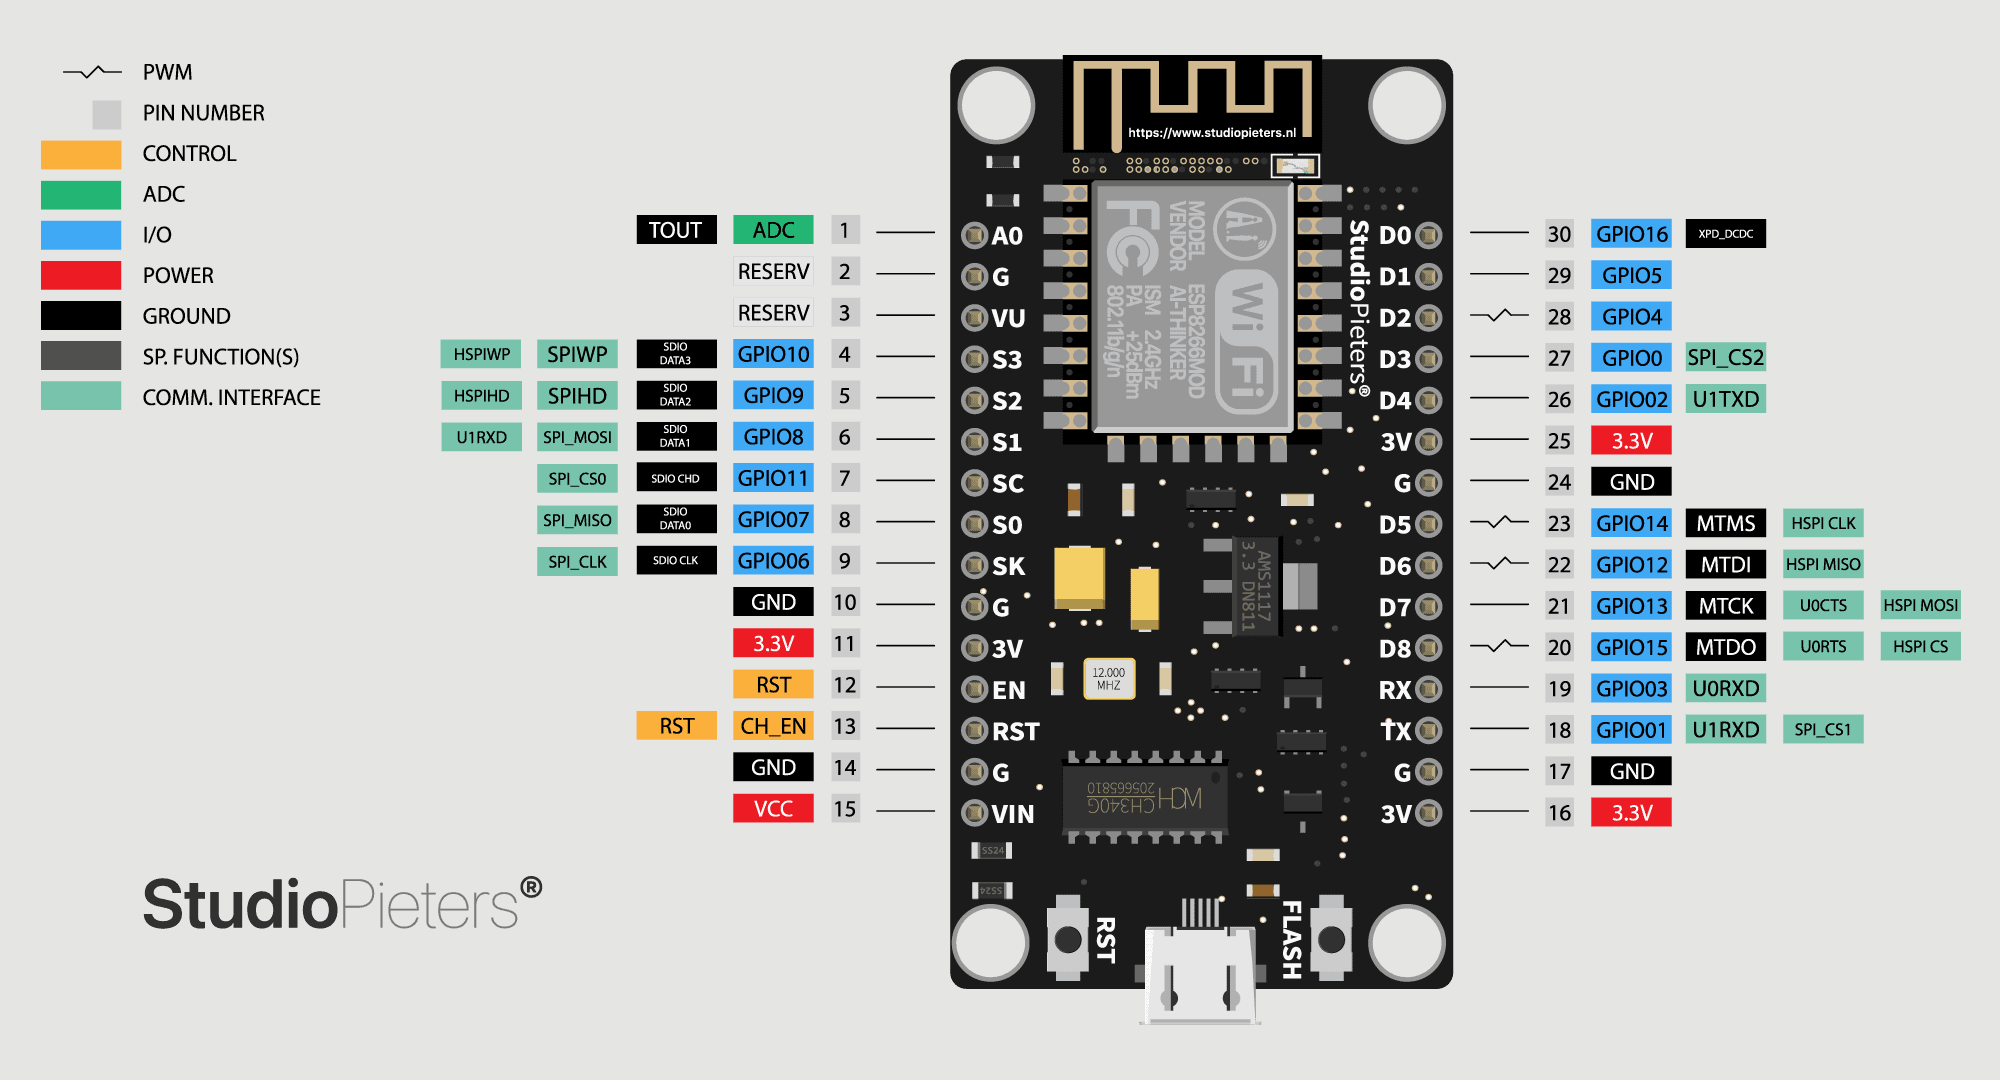 PWM
PIN NUMBER
CONTROL
ADC
I/O
POWER
GROUND
SP. FUNCTION(S)
COMM. INTERFACE
TOUT ADC 1
RESERV 2
RESERV 3
HSPIWP SPIWP SDIO DATA3 GPIO10 4
HSPIHD SPIHD SDIO DATA2 GPIO9 5
U1RXD SPI_MOSI SDIO DATA1 GPIO8 6
SPI_CS0 SDIO CHD GPIO11 7
SPI_MISO SDIO DATA0 GPIO07 8
SPI_CLK SDIO CLK GPIO06 9
GND 10
3.3V 11
RST 12
RST CH_EN 13
GND 14
VCC 15
A0
G
VU
S3
S2
S1
SC
S0
SK
G
3V
EN
RST
G
VIN
https://www.studiopieters.nl
Ai
FCC
WiFi
MODEL ESP8266MOD
VENDOR AI-THINKER
ISM 2.4GHz
PA +25dBm
802.11b/g/n
StudioPieters®
AMS1117
3.3 DN811
12.000
MHZ
WCH
CH340G
205665810
SS24
SS24
RST
FLASH
D0
D1
D2
D3
D4
3V
G
D5
D6
D7
D8
RX
TX
G
3V
30 GPIO16 XPD_DCDC
29 GPIO5
28 GPIO4
27 GPIO0 SPI_CS2
26 GPIO02 U1TXD
25 3.3V
24 GND
23 GPIO14 MTMS HSPI CLK
22 GPIO12 MTDI HSPI MISO
21 GPIO13 MTCK U0CTS HSPI MOSI
20 GPIO15 MTDO U0RTS HSPI CS
19 GPIO03 U0RXD
18 GPIO01 U1RXD SPI_CS1
17 GND
16 3.3V
StudioPieters®